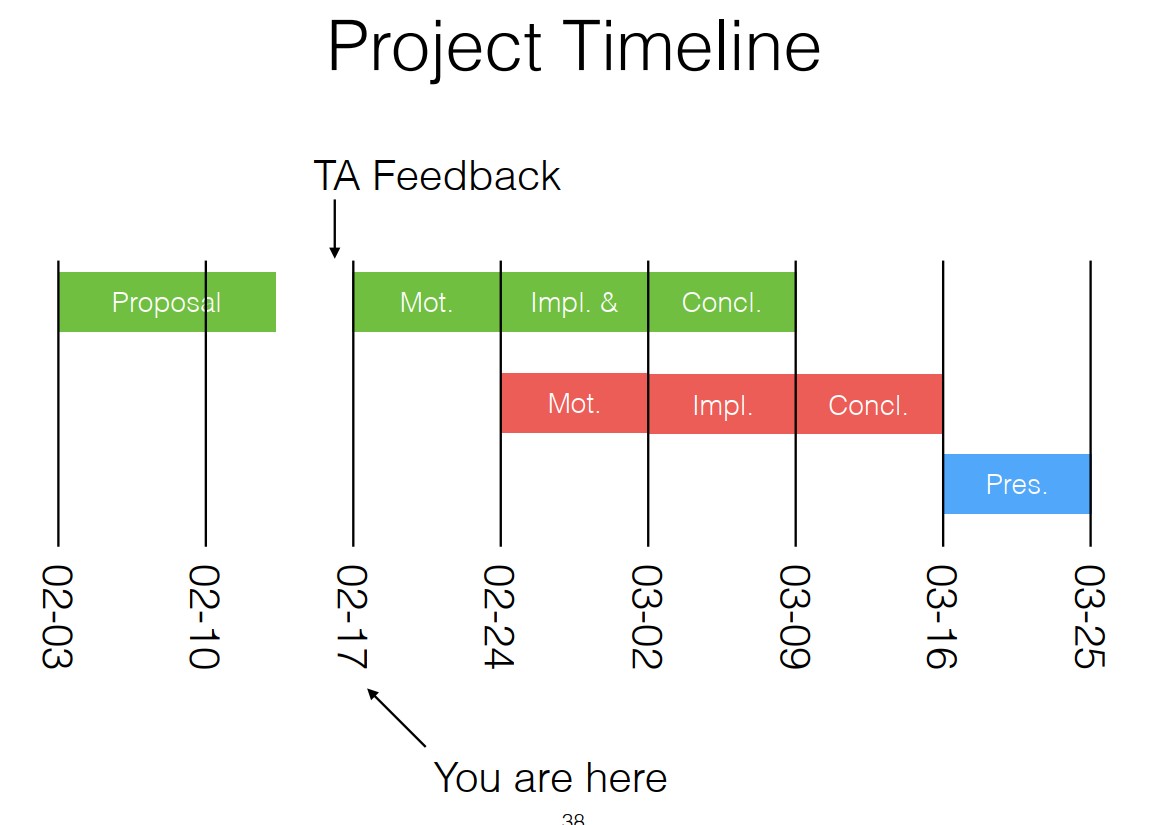 Project Timeline
TA Feedback
Proposal
Mot.
Impl. &
Concl.
Mot.
Impl.
Concl.
Pres.
02-03
02-10
02-17
02-24
03-02
03-09
03-16
03-25
You are here
38